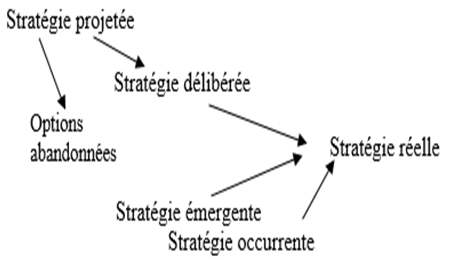 Stratégie projetée
Stratégie délibérée
Options
abandonnées
Stratégie réelle
Stratégie émergente
Stratégie occurrente